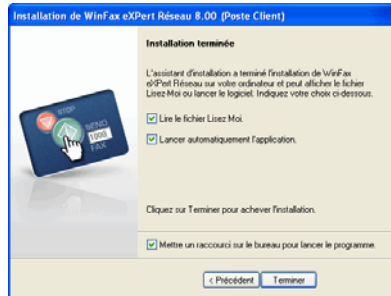 Installation de WinFax eXPert Réseau 8.00 (Poste Client)
Installation terminée
L'assistant d'installation a terminé l'installation de WinFax
eXPert Réseau sur votre ordinateur et peut afficher le fichier
Lisez-Moi ou lancer le logiciel. Indiquez votre choix ci-dessous.
Lire le fichier Lisez Moi.
Lancer automatiquement l'application.
STOP
SEND
1000
FAX
Cliquez sur Terminer pour achever l'installation.
Mettre un raccourci sur le bureau pour lancer le programme.
< Précédent
Terminer